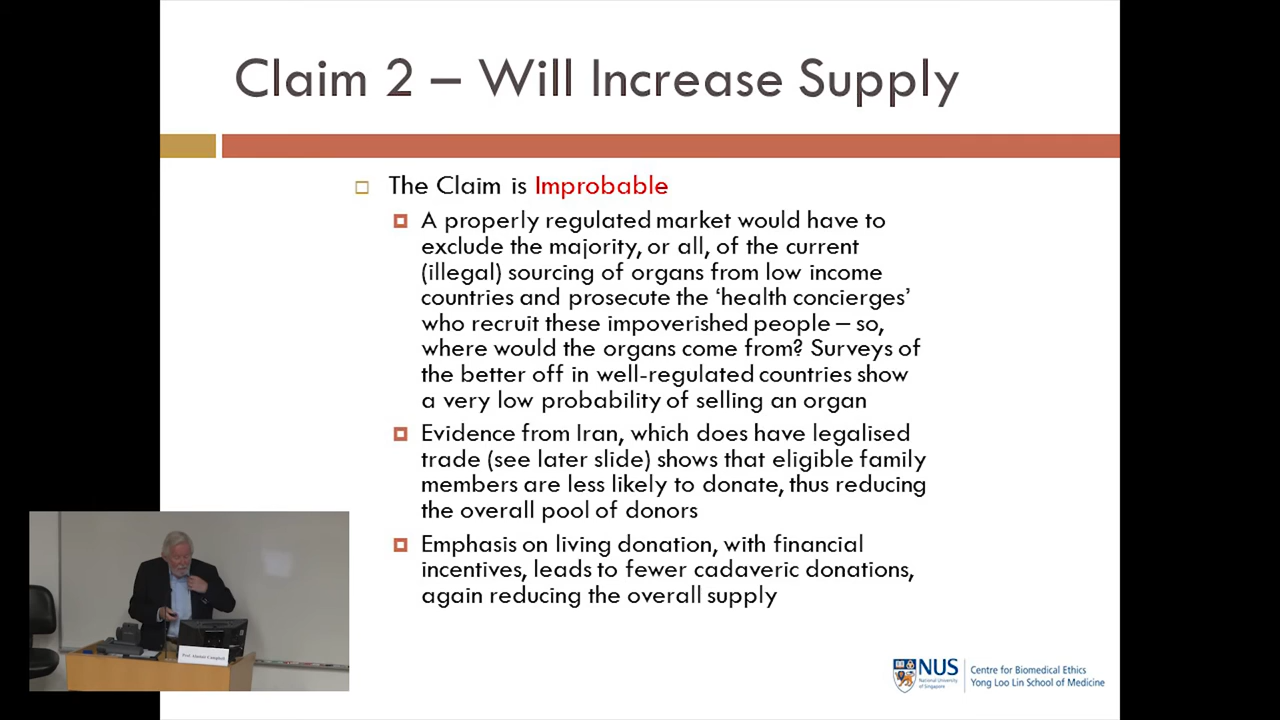 Claim 2 – Will Increase Supply
The Claim is Improbable
A properly regulated market would have to
exclude the majority, or all, of the current
(illegal) sourcing of organs from low income
countries and prosecute the ‘health concierges’
who recruit these impoverished people – so,
where would the organs come from? Surveys of
the better off in well-regulated countries show
a very low probability of selling an organ
Evidence from Iran, which does have legalised
trade (see later slide) shows that eligible family
members are less likely to donate, thus reducing
the overall pool of donors
Emphasis on living donation, with financial
incentives, leads to fewer cadaveric donations,
again reducing the overall supply
Prof Alastair Campbell
NUS
National University
of Singapore
Centre for Biomedical Ethics
Yong Loo Lin School of Medicine